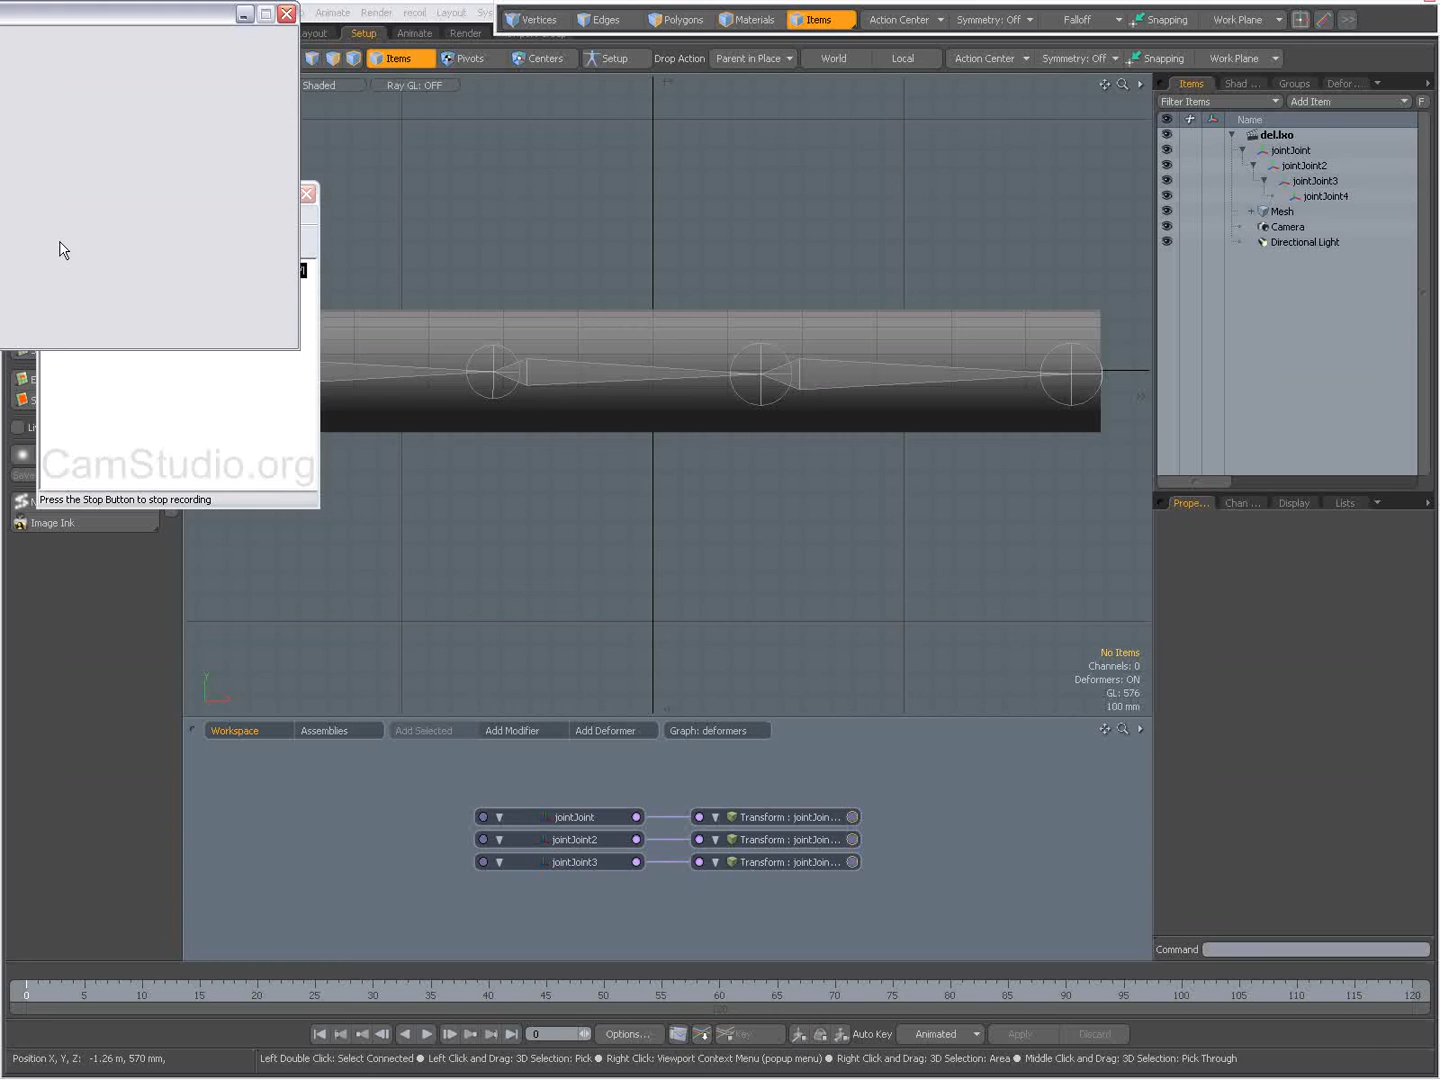 Animate Render recoil Layout
Vertices Edges Polygons Materials Items Action Center Symmetry: Off Falloff Snapping Work Plane >>
Setup Animate Render
Items Pivots Centers Setup Drop Action Parent in Place World Local Action Center Symmetry: Off Snapping Work Plane
Shaded Ray GL: OFF
Items Shad ... Groups Defor...
Filter Items Add Item F
Name
del.lxo
jointJoint
jointJoint2
jointJoint3
jointJoint4
Mesh
Camera
Directional Light
CamStudio.org
Press the Stop Button to stop recording
Image Ink
Prope... Chan ... Display Lists
No Items
Channels: 0
Deformers: ON
GL: 576
100 mm
Y
Workspace Assemblies Add Selected Add Modifier Add Deformer Graph: deformers
jointJoint Transform : jointJoin...
jointJoint2 Transform : jointJoin...
jointJoint3 Transform : jointJoin...
Command
0 5 10 15 20 25 30 35 40 45 50 55 60 65 70 75 80 85 90 95 100 105 110 115 120
120
0 Options... Key Auto Key Animated Apply Discard
Position X, Y, Z: -1.26 m, 570 mm, Left Double Click: Select Connected ● Left Click and Drag: 3D Selection: Pick ● Right Click: Viewport Context Menu (popup menu) ● Right Click and Drag: 3D Selection: Area ● Middle Click and Drag: 3D Selection: Pick Through